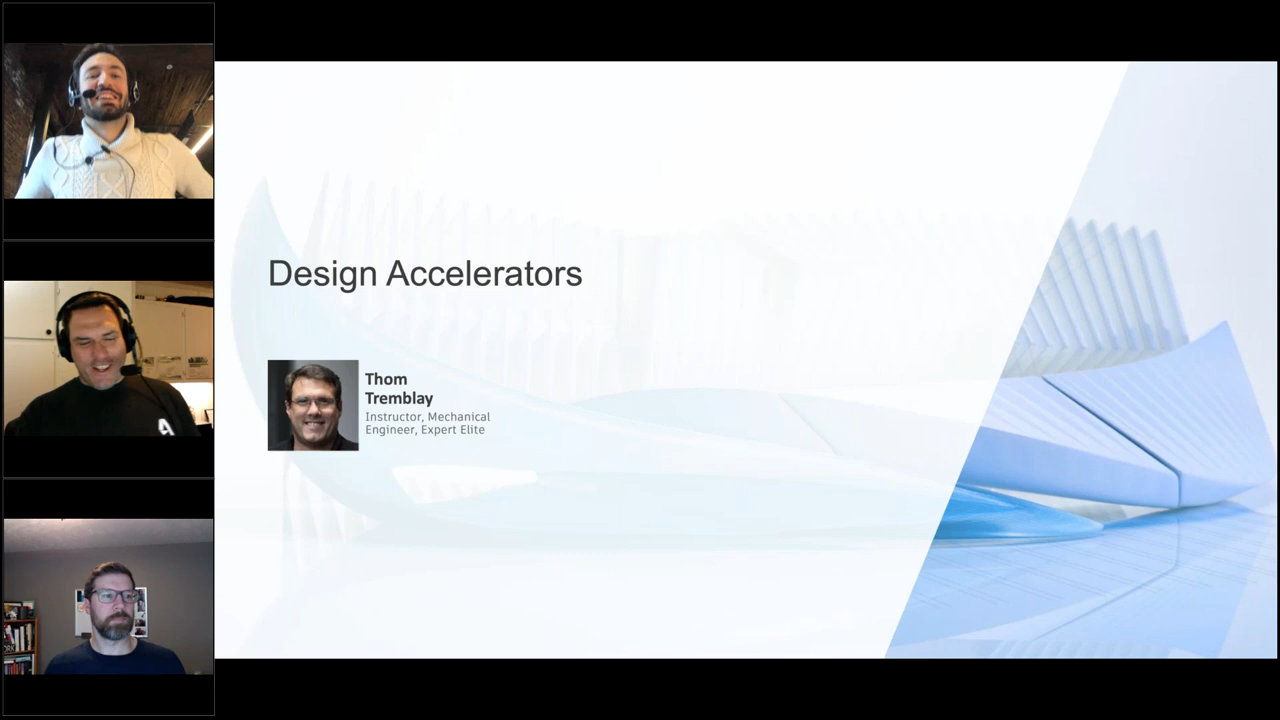 Design Accelerators
Thom
Tremblay
Instructor, Mechanical
Engineer, Expert Elite